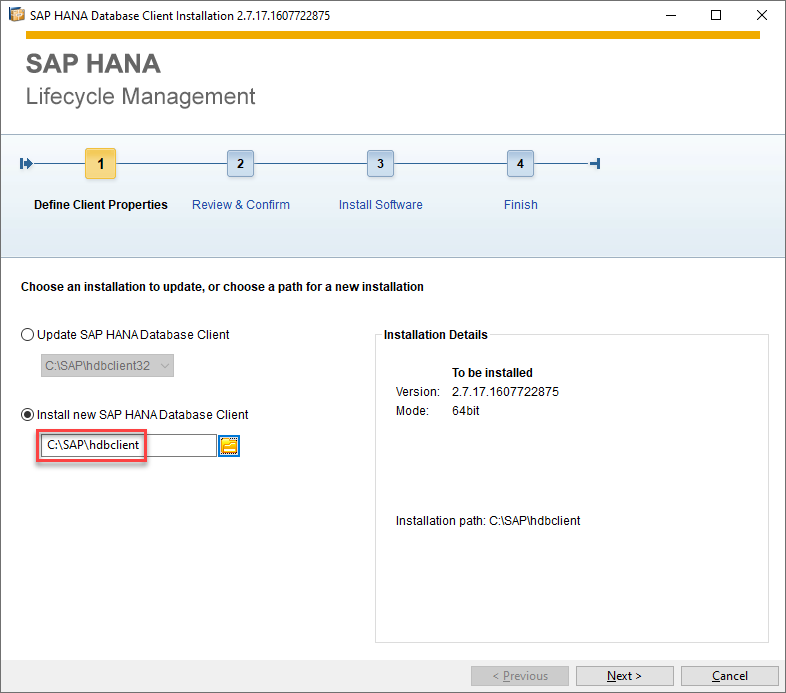 SAP HANA Database Client Installation 2.7.17.1607722875
SAP HANA
Lifecycle Management
1
2
3
4
Define Client Properties
Review & Confirm
Install Software
Finish
Choose an installation to update, or choose a path for a new installation
Update SAP HANA Database Client
C:\SAP\hdbclient32
Install new SAP HANA Database Client
C:\SAP\hdbclient
Installation Details
To be installed
Version: 2.7.17.1607722875
Mode: 64bit
Installation path: C:\SAP\hdbclient
< Previous
Next >
Cancel